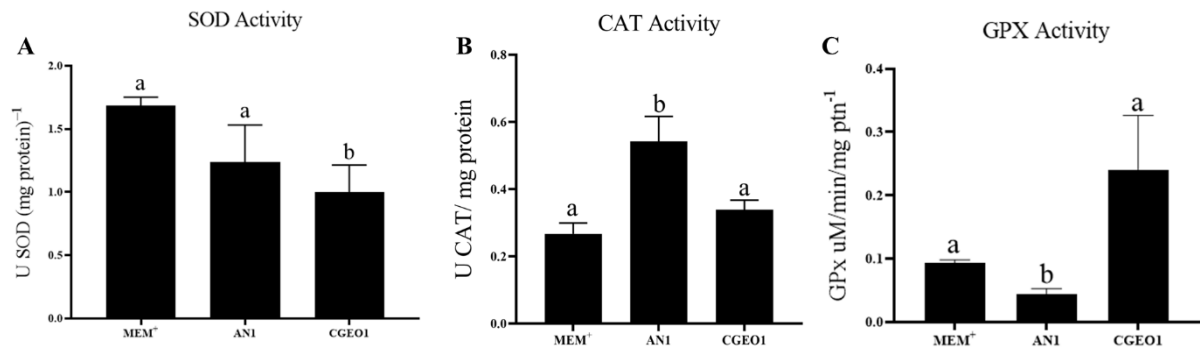 A
SOD Activity
U SOD (mg protein)⁻¹
2.0
1.5
1.0
0.5
0.0
a
a
b
MEM⁺
AN1
CGEO1
B
CAT Activity
U CAT/ mg protein
0.8
0.6
0.4
0.2
0.0
a
b
a
MEM⁺
AN1
CGEO1
C
GPX Activity
GPx uM/min/mg ptn⁻¹
0.4
0.3
0.2
0.1
0.0
a
b
a
MEM⁺
AN1
CGEO1